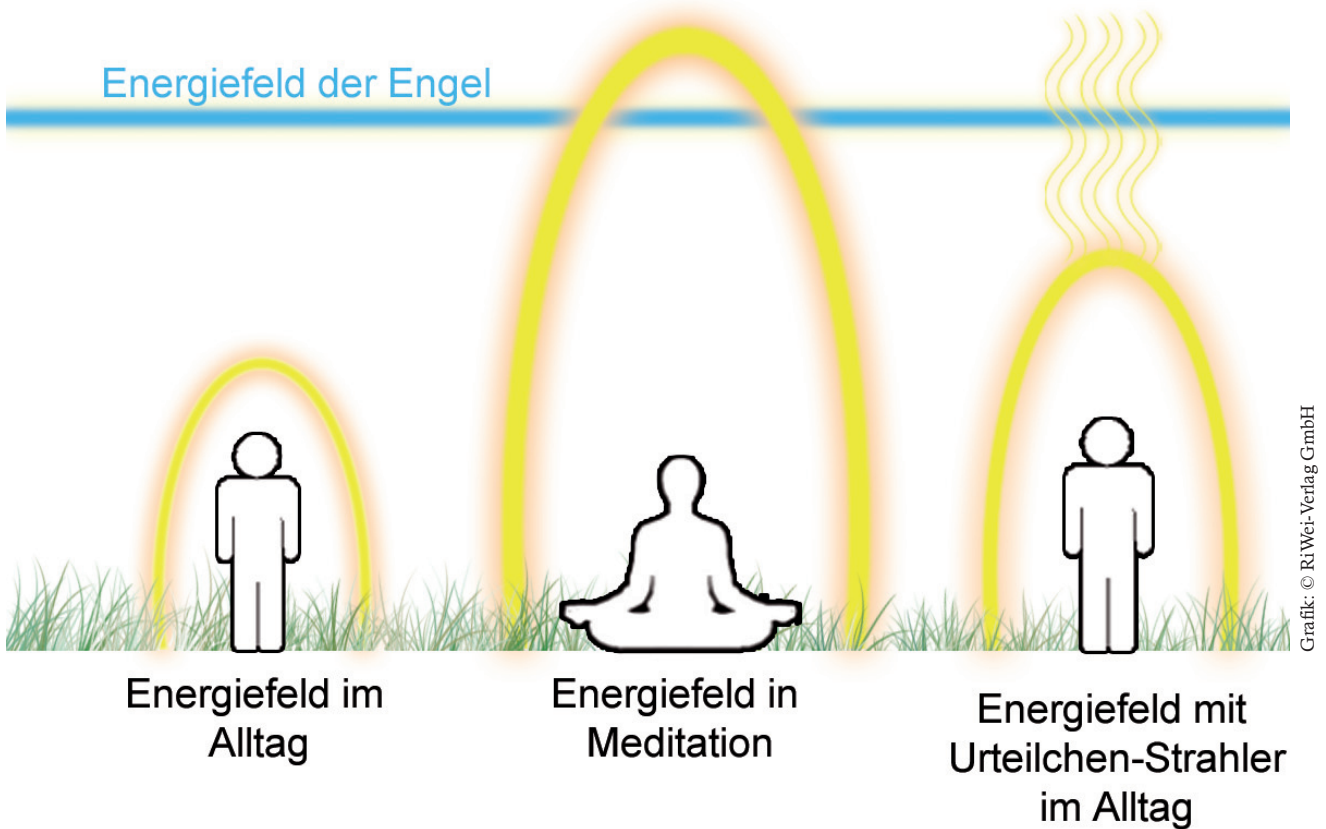 Energiefeld der Engel
Energiefeld im
Alltag
Energiefeld in
Meditation
Energiefeld mit
Urteilchen-Strahler
im Alltag
Grafik: © RiWei-Verlag GmbH